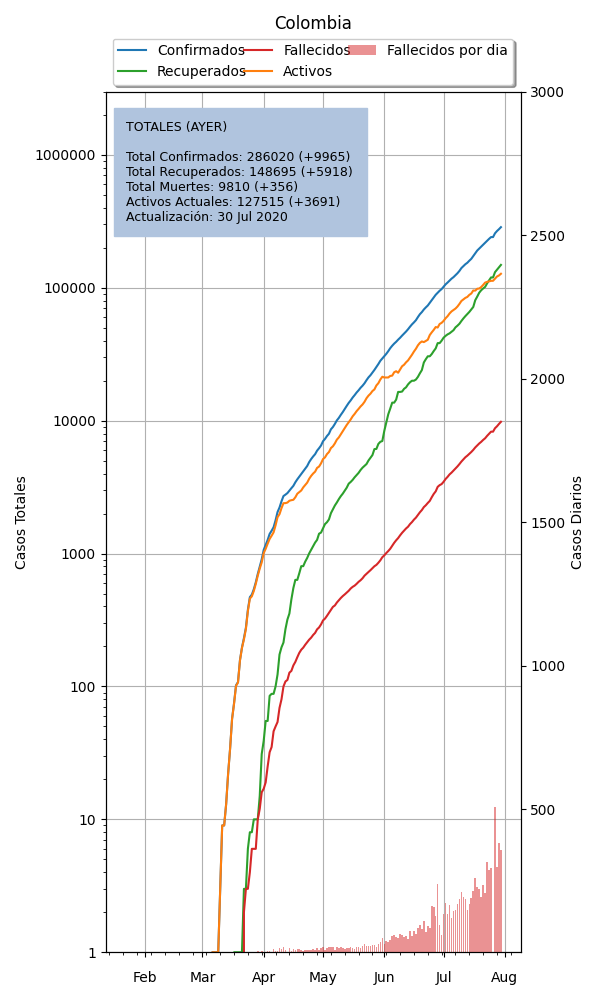 Colombia
Confirmados Fallecidos Fallecidos por dia
Recuperados Activos
TOTALES (AYER)
Total Confirmados: 286020 (+9965)
Total Recuperados: 148695 (+5918)
Total Muertes: 9810 (+356)
Activos Actuales: 127515 (+3691)
Actualización: 30 Jul 2020
Casos Totales
1000000
100000
10000
1000
100
10
1
3000
2500
2000
1500
1000
500
Casos Diarios
Feb Mar Apr May Jun Jul Aug